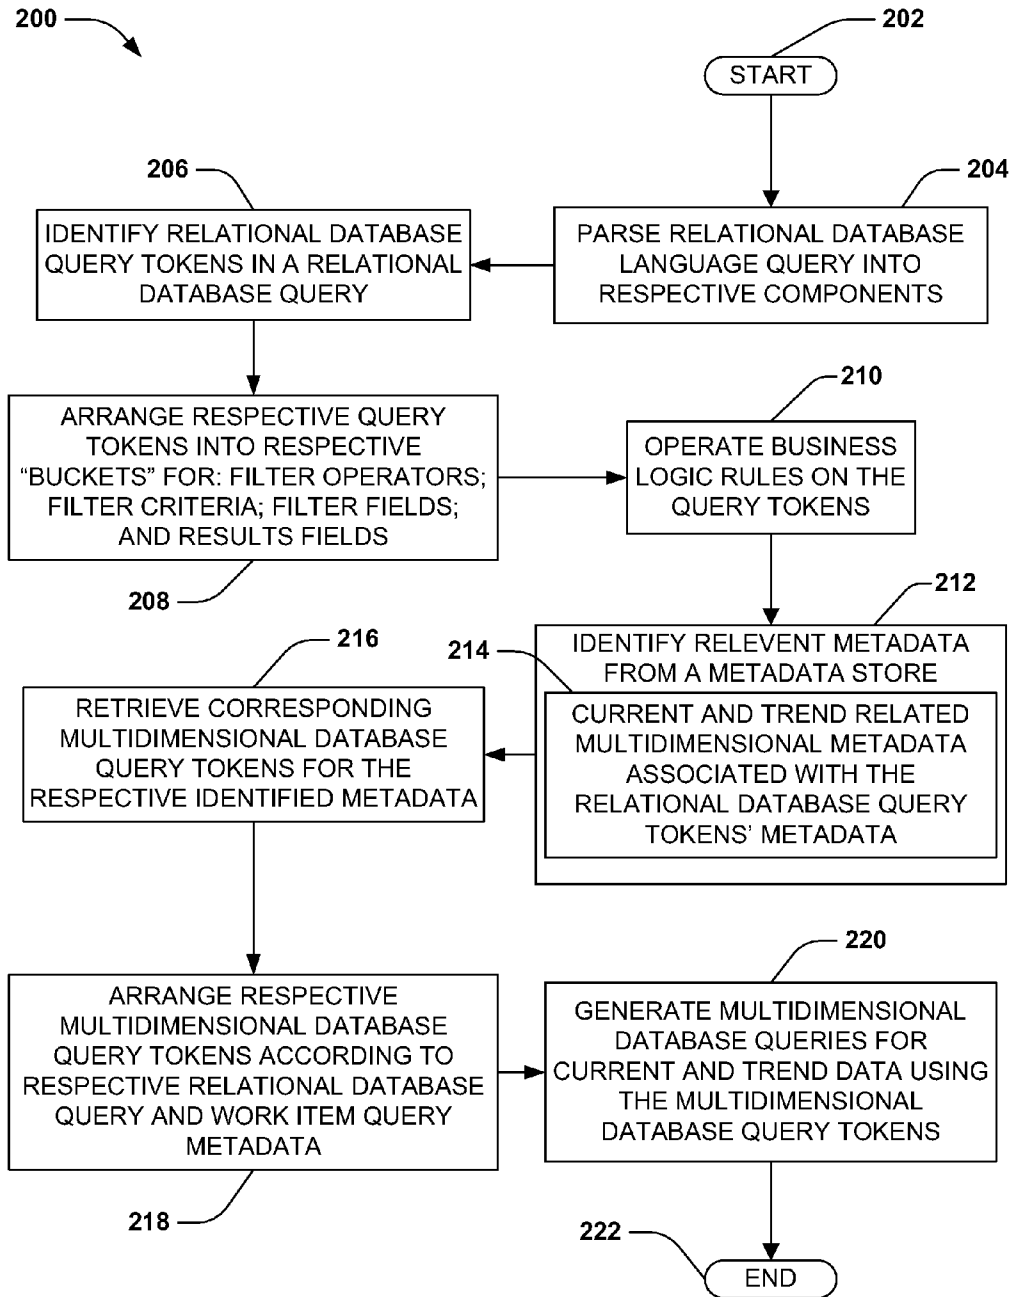 200
202
START
206
204
IDENTIFY RELATIONAL DATABASE
QUERY TOKENS IN A RELATIONAL
DATABASE QUERY
PARSE RELATIONAL DATABASE
LANGUAGE QUERY INTO
RESPECTIVE COMPONENTS
ARRANGE RESPECTIVE QUERY
TOKENS INTO RESPECTIVE
“BUCKETS” FOR: FILTER OPERATORS;
FILTER CRITERIA; FILTER FIELDS;
AND RESULTS FIELDS
208
210
OPERATE BUSINESS
LOGIC RULES ON THE
QUERY TOKENS
212
IDENTIFY RELEVENT METADATA
FROM A METADATA STORE
214
CURRENT AND TREND RELATED
MULTIDIMENSIONAL METADATA
ASSOCIATED WITH THE
RELATIONAL DATABASE QUERY
TOKENS’ METADATA
216
RETRIEVE CORRESPONDING
MULTIDIMENSIONAL DATABASE
QUERY TOKENS FOR THE
RESPECTIVE IDENTIFIED METADATA
ARRANGE RESPECTIVE
MULTIDIMENSIONAL DATABASE
QUERY TOKENS ACCORDING TO
RESPECTIVE RELATIONAL DATABASE
QUERY AND WORK ITEM QUERY
METADATA
218
220
GENERATE MULTIDIMENSIONAL
DATABASE QUERIES FOR
CURRENT AND TREND DATA USING
THE MULTIDIMENSIONAL
DATABASE QUERY TOKENS
222
END